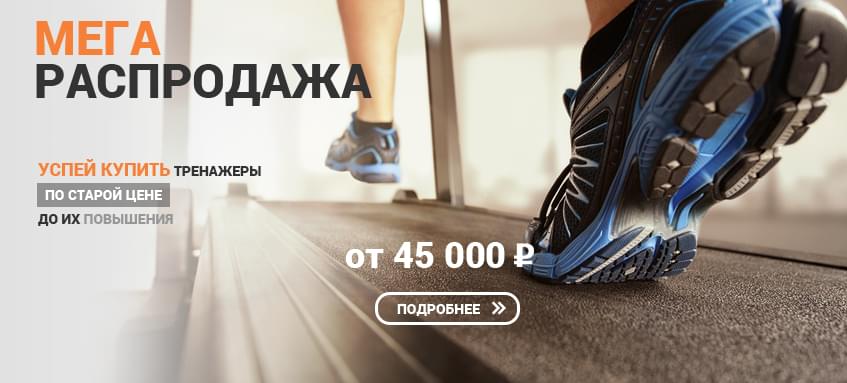 МЕГА
РАСПРОДАЖА
УСПЕЙ КУПИТЬ ТРЕНАЖЕРЫ
ПО СТАРОЙ ЦЕНЕ
ДО ИХ ПОВЫШЕНИЯ
от 45 000 ₽
ПОДРОБНЕЕ »